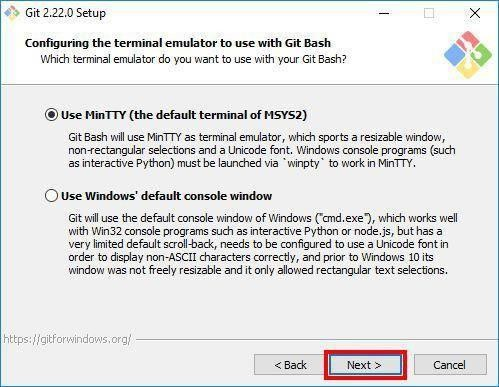 Git 2.22.0 Setup
Configuring the terminal emulator to use with Git Bash
Which terminal emulator do you want to use with your Git Bash?
Use MinTTY (the default terminal of MSYS2)
Git Bash will use MinTTY as terminal emulator, which sports a resizable window,
non-rectangular selections and a Unicode font. Windows console programs (such
as interactive Python) must be launched via `winpty` to work in MinTTY.
Use Windows' default console window
Git will use the default console window of Windows ("cmd.exe"), which works well
with Win32 console programs such as interactive Python or node.js, but has a
very limited default scroll-back, needs to be configured to use a Unicode font in
order to display non-ASCII characters correctly, and prior to Windows 10 its
window was not freely resizable and it only allowed rectangular text selections.
https://gitforwindows.org/
< Back
Next >
Cancel